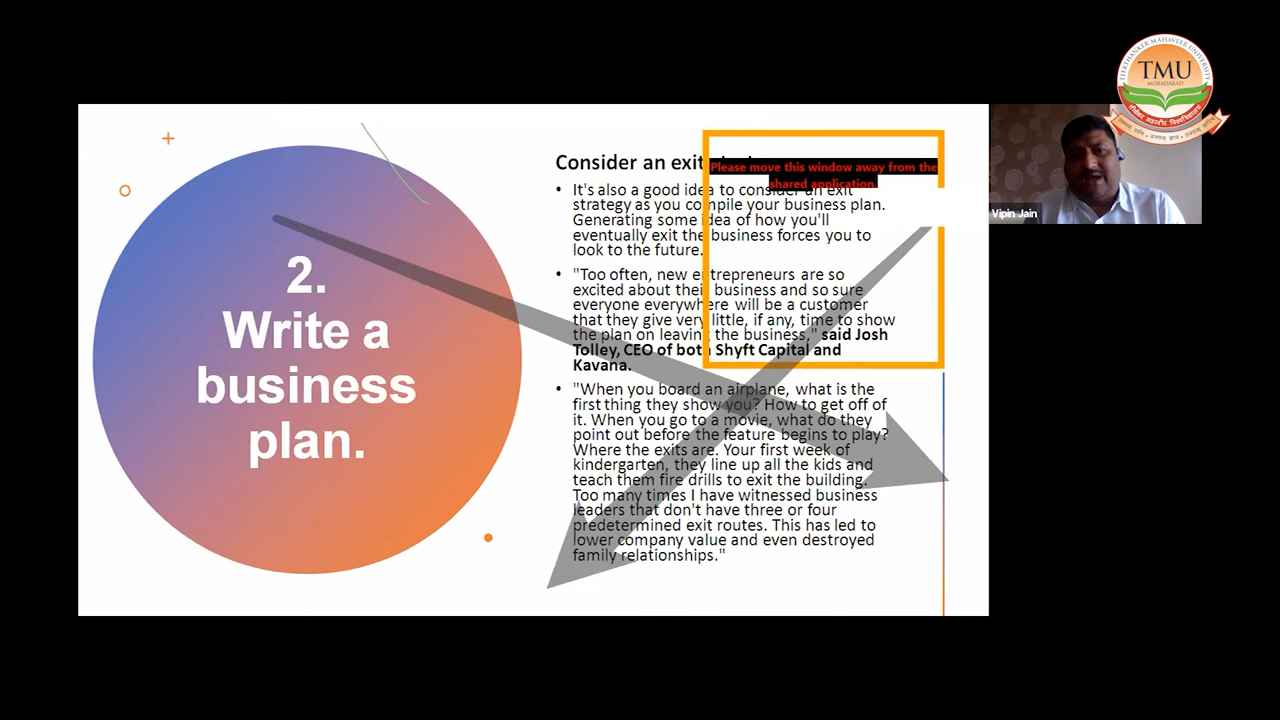 TEERTHANKER MAHAVEER UNIVERSITY
TMU
MORADABAD
Vipin Jain
2.
Write a
business
plan.
Consider an exit
Please move this window away from the
shared application.
• It's also a good idea to consider an exit
strategy as you compile your business plan.
Generating some idea of how you'll
eventually exit the business forces you to
look to the future.
• "Too often, new entrepreneurs are so
excited about their business and so sure
everyone everywhere will be a customer
that they give very little, if any, time to show
the plan on leaving the business," said Josh
Tolley, CEO of both Shyft Capital and
Kavana.
• "When you board an airplane, what is the
first thing they show you? How to get off of
it. When you go to a movie, what do they
point out before the feature begins to play?
Where the exits are. Your first week of
kindergarten, they line up all the kids and
teach them fire drills to exit the building.
Too many times I have witnessed business
leaders that don't have three or four
predetermined exit routes. This has led to
lower company value and even destroyed
family relationships."